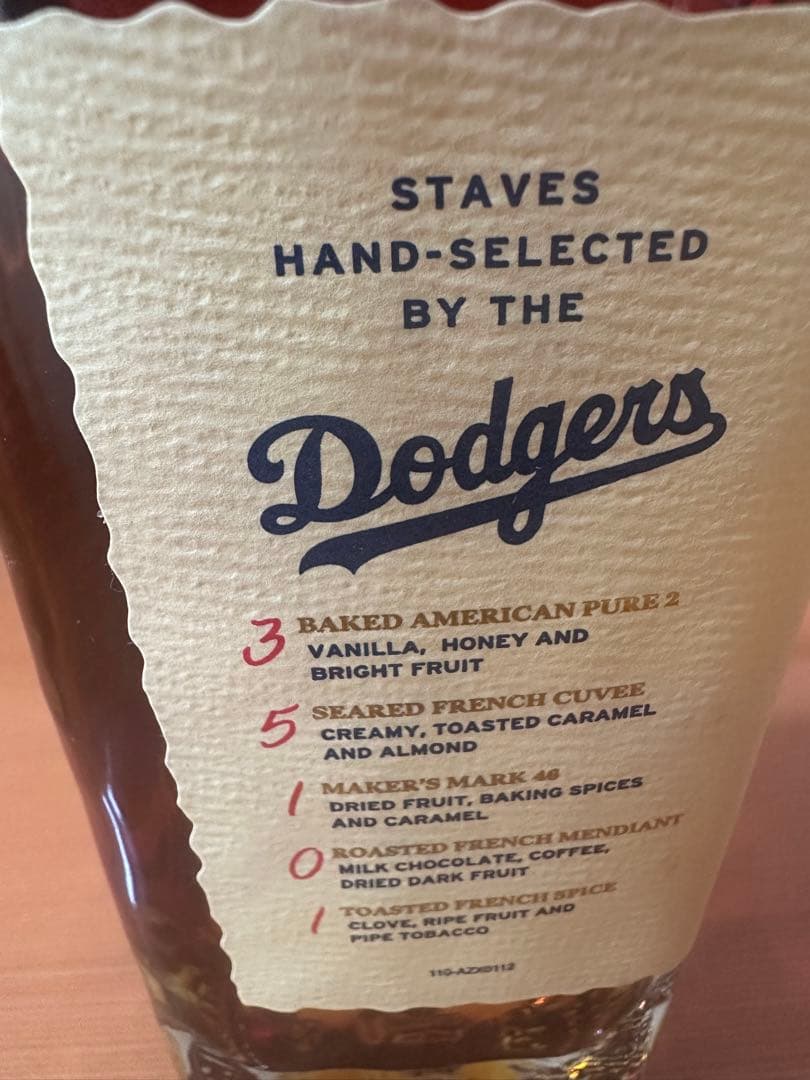 STAVES
HAND-SELECTED
BY THE
Dodgers
3 BAKED AMERICAN PURE 2
VANILLA, HONEY AND
BRIGHT FRUIT
5 SEARED FRENCH CUVEE
CREAMY, TOASTED CARAMEL
AND ALMOND
1 MAKER'S MARK 46
DRIED FRUIT, BAKING SPICES
AND CARAMEL
0 ROASTED FRENCH MENDIANT
MILK CHOCOLATE, COFFEE,
DRIED DARK FRUIT
1 TOASTED FRENCH SPICE
CLOVE, RIPE FRUIT AND
PIPE TOBACCO